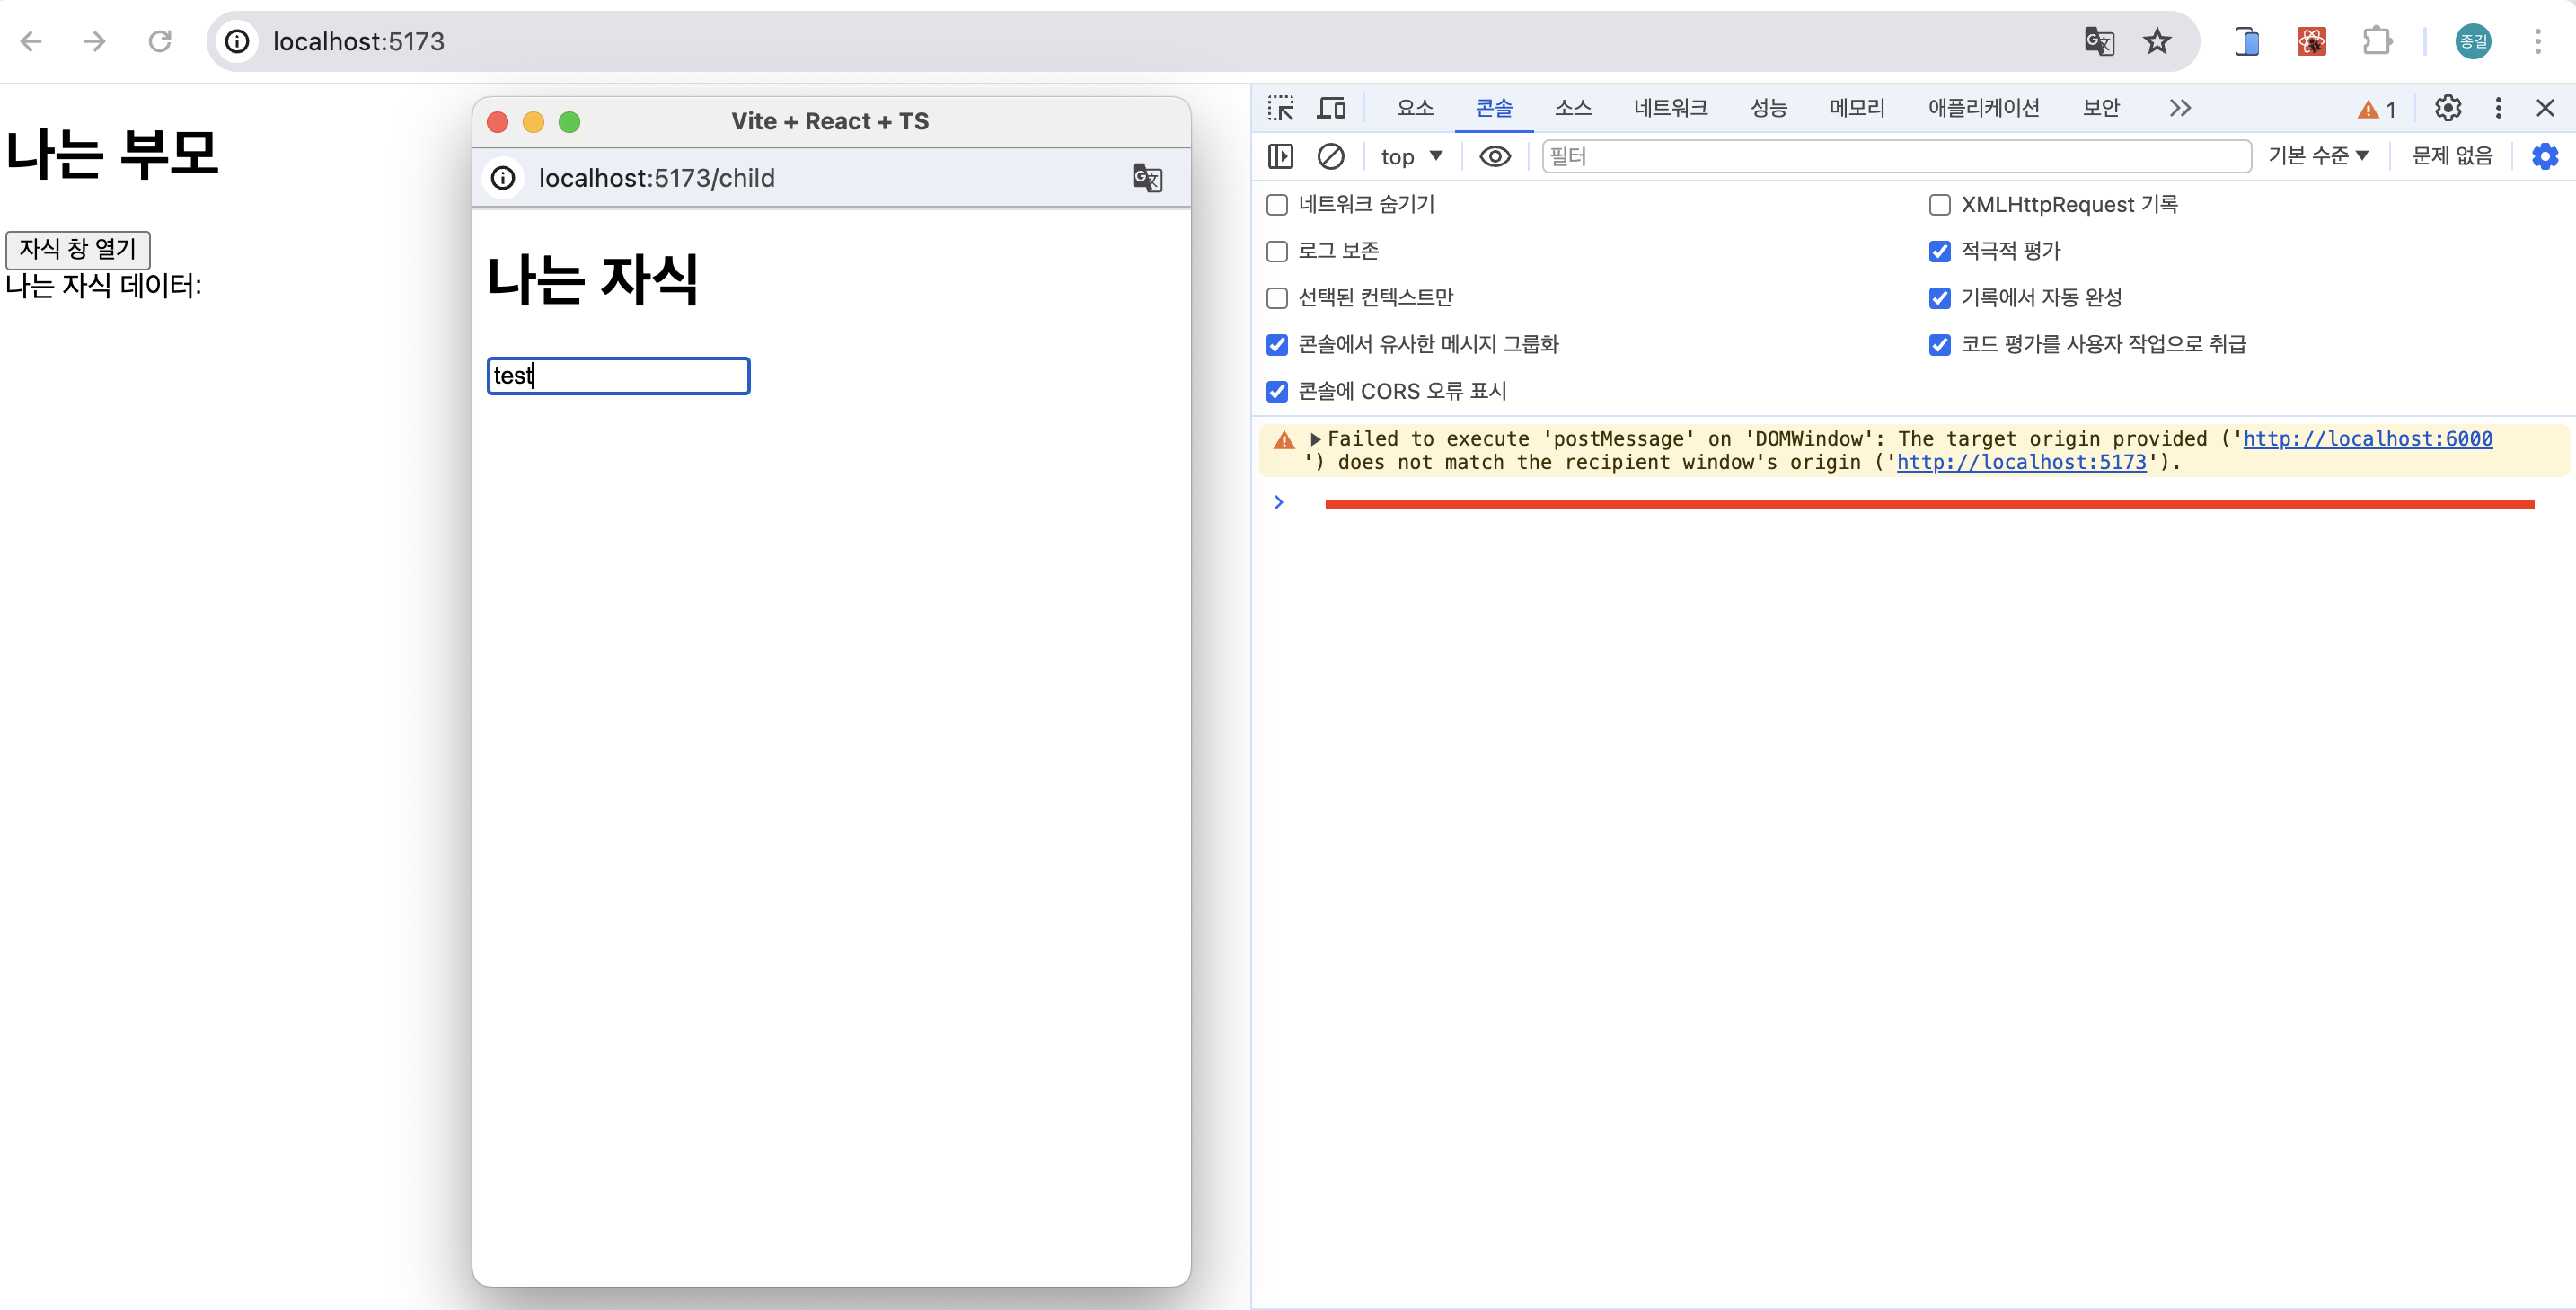 localhost:5173
종길
나는 부모
자식 창 열기
나는 자식 데이터:
Vite + React + TS
localhost:5173/child
나는 자식
test
요소 콘솔 소스 네트워크 성능 메모리 애플리케이션 보안 1
top 필터 기본 수준 문제 없음
네트워크 숨기기 XMLHttpRequest 기록
로그 보존 적극적 평가
선택된 컨텍스트만 기록에서 자동 완성
콘솔에서 유사한 메시지 그룹화 코드 평가를 사용자 작업으로 취급
콘솔에 CORS 오류 표시
Failed to execute 'postMessage' on 'DOMWindow': The target origin provided ('http://localhost:6000
') does not match the recipient window's origin ('http://localhost:5173').